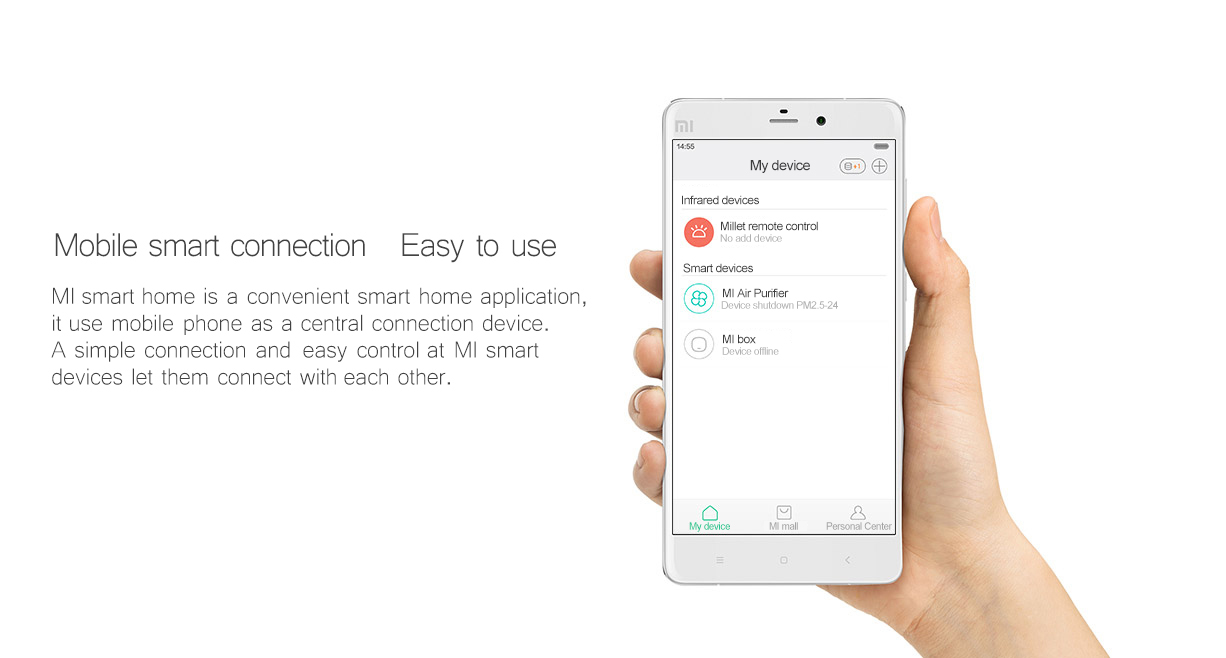 Mobile smart connection Easy to use
MI smart home is a convenient smart home application,
it use mobile phone as a central connection device.
A simple connection and easy control at MI smart
devices let them connect with each other.
mi
14:55
My device
+1
Infrared devices
Millet remote control
No add device
Smart devices
MI Air Purifier
Device shutdown PM2.5-24
MI box
Device offline
My device
MI mall
Personal Center